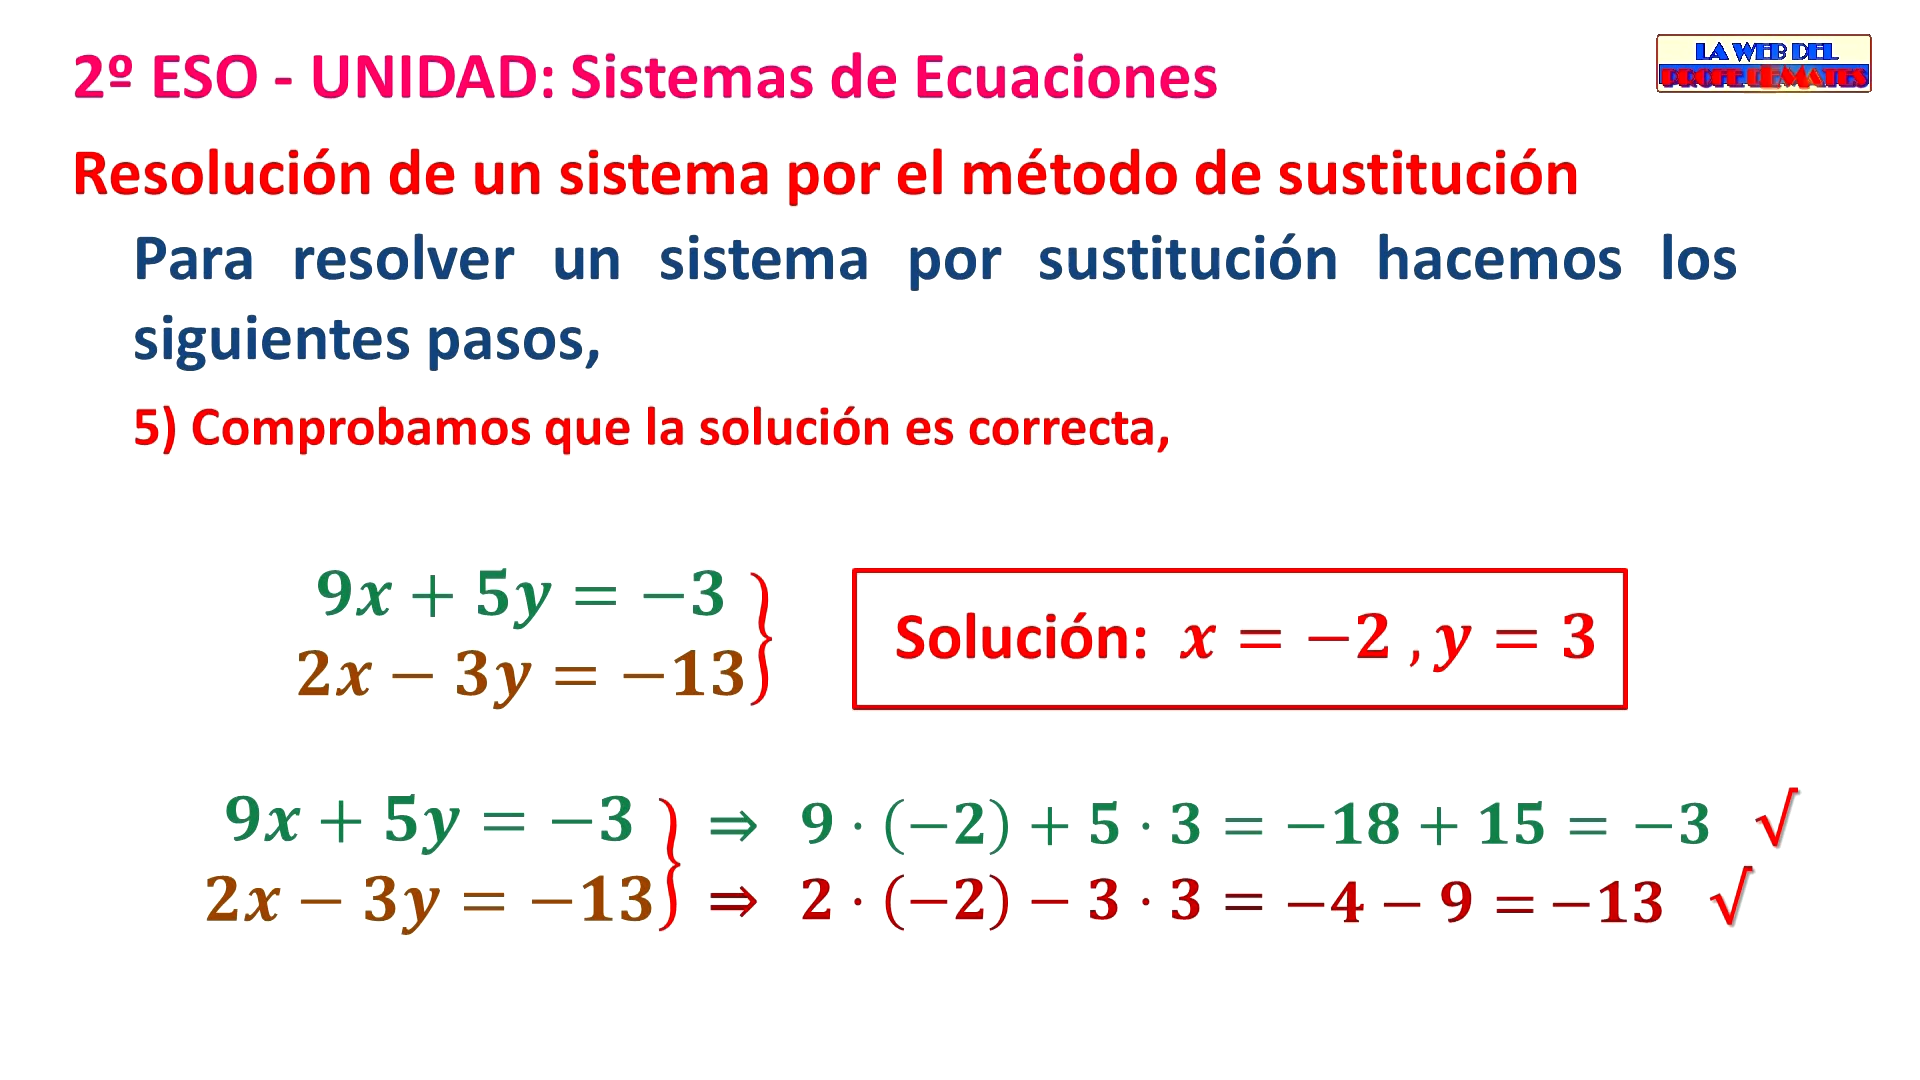 2º ESO - UNIDAD: Sistemas de Ecuaciones
LA WEB DEL
PROFE DE MATES
Resolución de un sistema por el método de sustitución
Para resolver un sistema por sustitución hacemos los
siguientes pasos,
5) Comprobamos que la solución es correcta,
9x + 5y = −3
2x − 3y = −13
Solución: x = −2 , y = 3
9x + 5y = −3 ⇒ 9 · (−2) + 5 · 3 = −18 + 15 = −3 √
2x − 3y = −13 ⇒ 2 · (−2) − 3 · 3 = −4 − 9 = −13 √